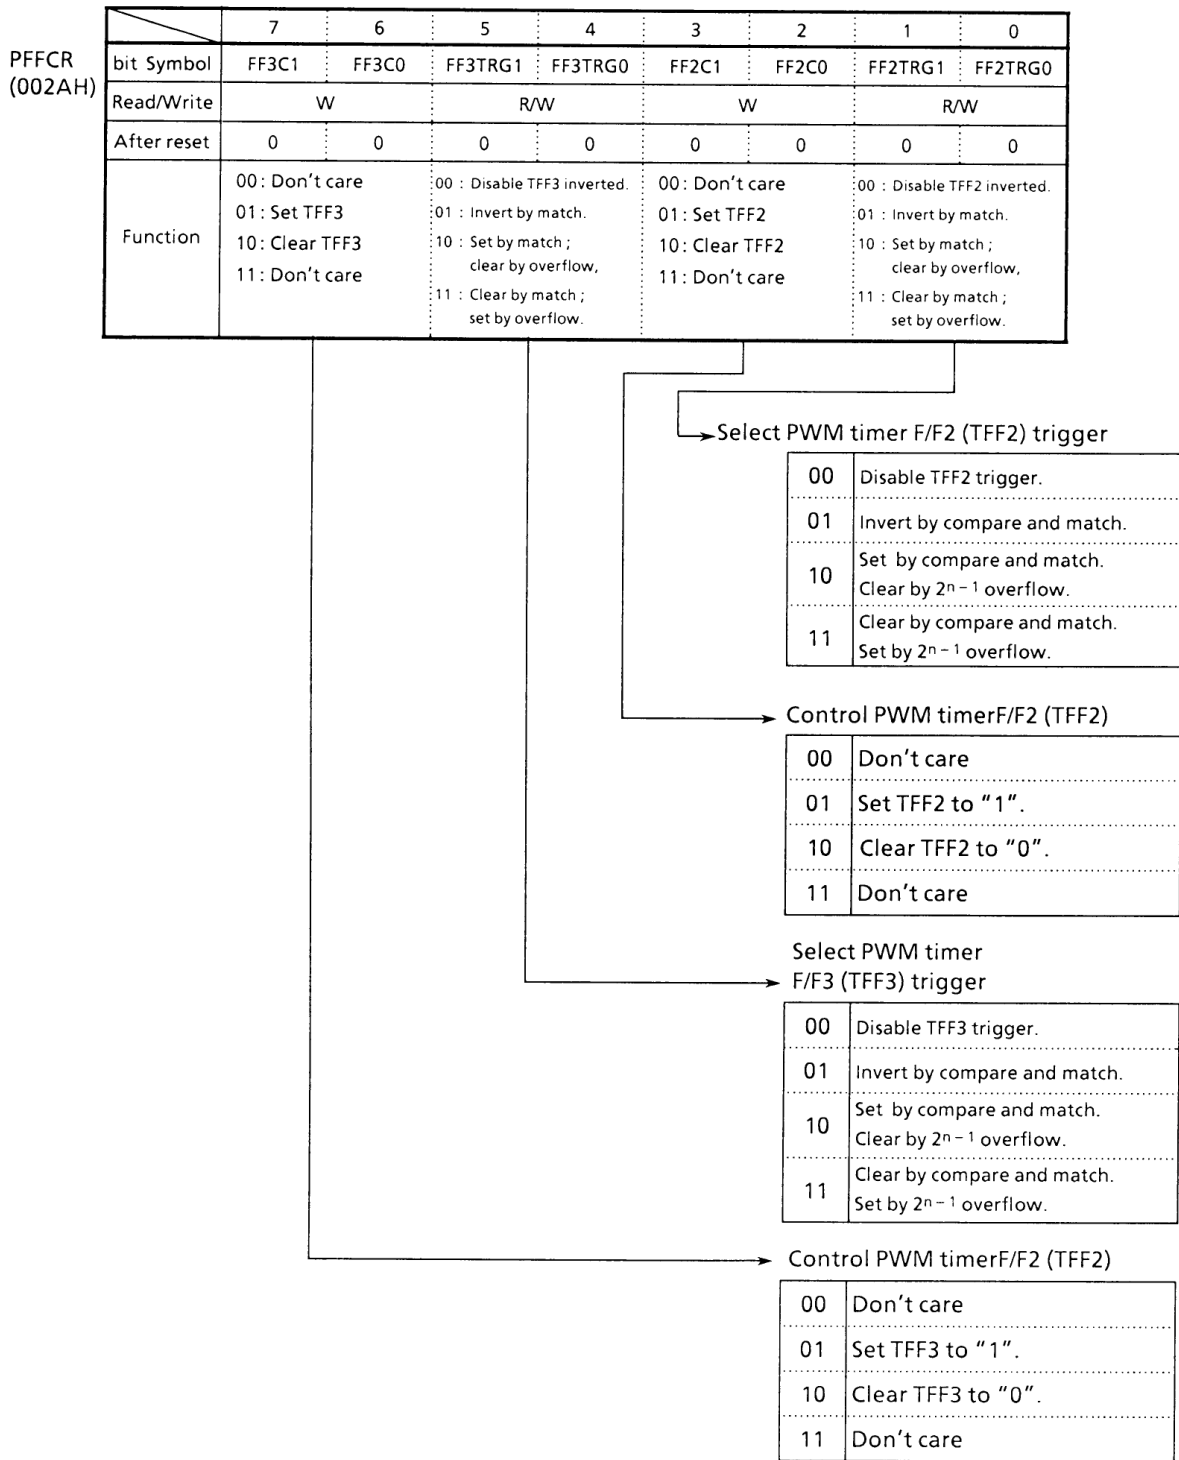 7 6 5 4 3 2 1 0
PFFCR
(002AH)
bit Symbol FF3C1 FF3C0 FF3TRG1 FF3TRG0 FF2C1 FF2C0 FF2TRG1 FF2TRG0
Read/Write W R/W W R/W
After reset 0 0 0 0 0 0 0 0
Function
00 : Don't care
01 : Set TFF3
10 : Clear TFF3
11 : Don't care
00 : Disable TFF3 inverted.
01 : Invert by match.
10 : Set by match ;
clear by overflow,
11 : Clear by match ;
set by overflow.
00 : Don't care
01 : Set TFF2
10 : Clear TFF2
11 : Don't care
00 : Disable TFF2 inverted.
01 : Invert by match.
10 : Set by match ;
clear by overflow,
11 : Clear by match ;
set by overflow.
Select PWM timer F/F2 (TFF2) trigger
00 Disable TFF2 trigger.
01 Invert by compare and match.
10 Set by compare and match.
Clear by 2ⁿ⁻¹ overflow.
11 Clear by compare and match.
Set by 2ⁿ⁻¹ overflow.
Control PWM timerF/F2 (TFF2)
00 Don't care
01 Set TFF2 to "1".
10 Clear TFF2 to "0".
11 Don't care
Select PWM timer
F/F3 (TFF3) trigger
00 Disable TFF3 trigger.
01 Invert by compare and match.
10 Set by compare and match.
Clear by 2ⁿ⁻¹ overflow.
11 Clear by compare and match.
Set by 2ⁿ⁻¹ overflow.
Control PWM timerF/F2 (TFF2)
00 Don't care
01 Set TFF3 to "1".
10 Clear TFF3 to "0".
11 Don't care